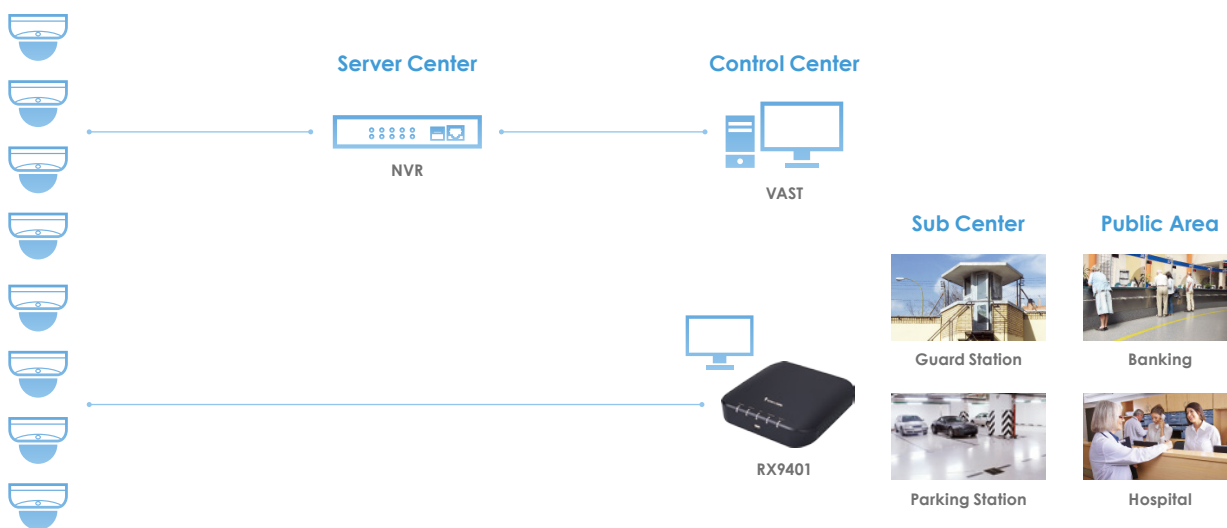 Server Center
Control Center
NVR
VAST
Sub Center
Public Area
Guard Station
Banking
RX9401
Parking Station
Hospital